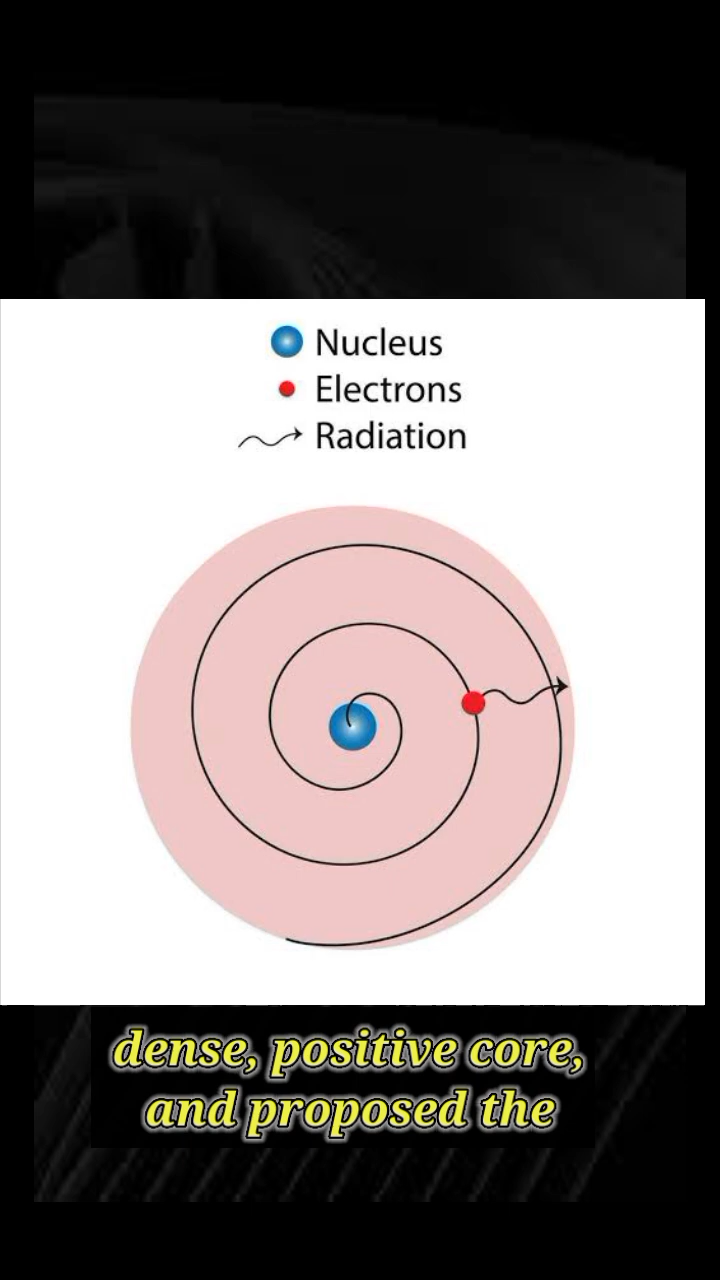 Nucleus
Electrons
Radiation
dense, positive core,
and proposed the